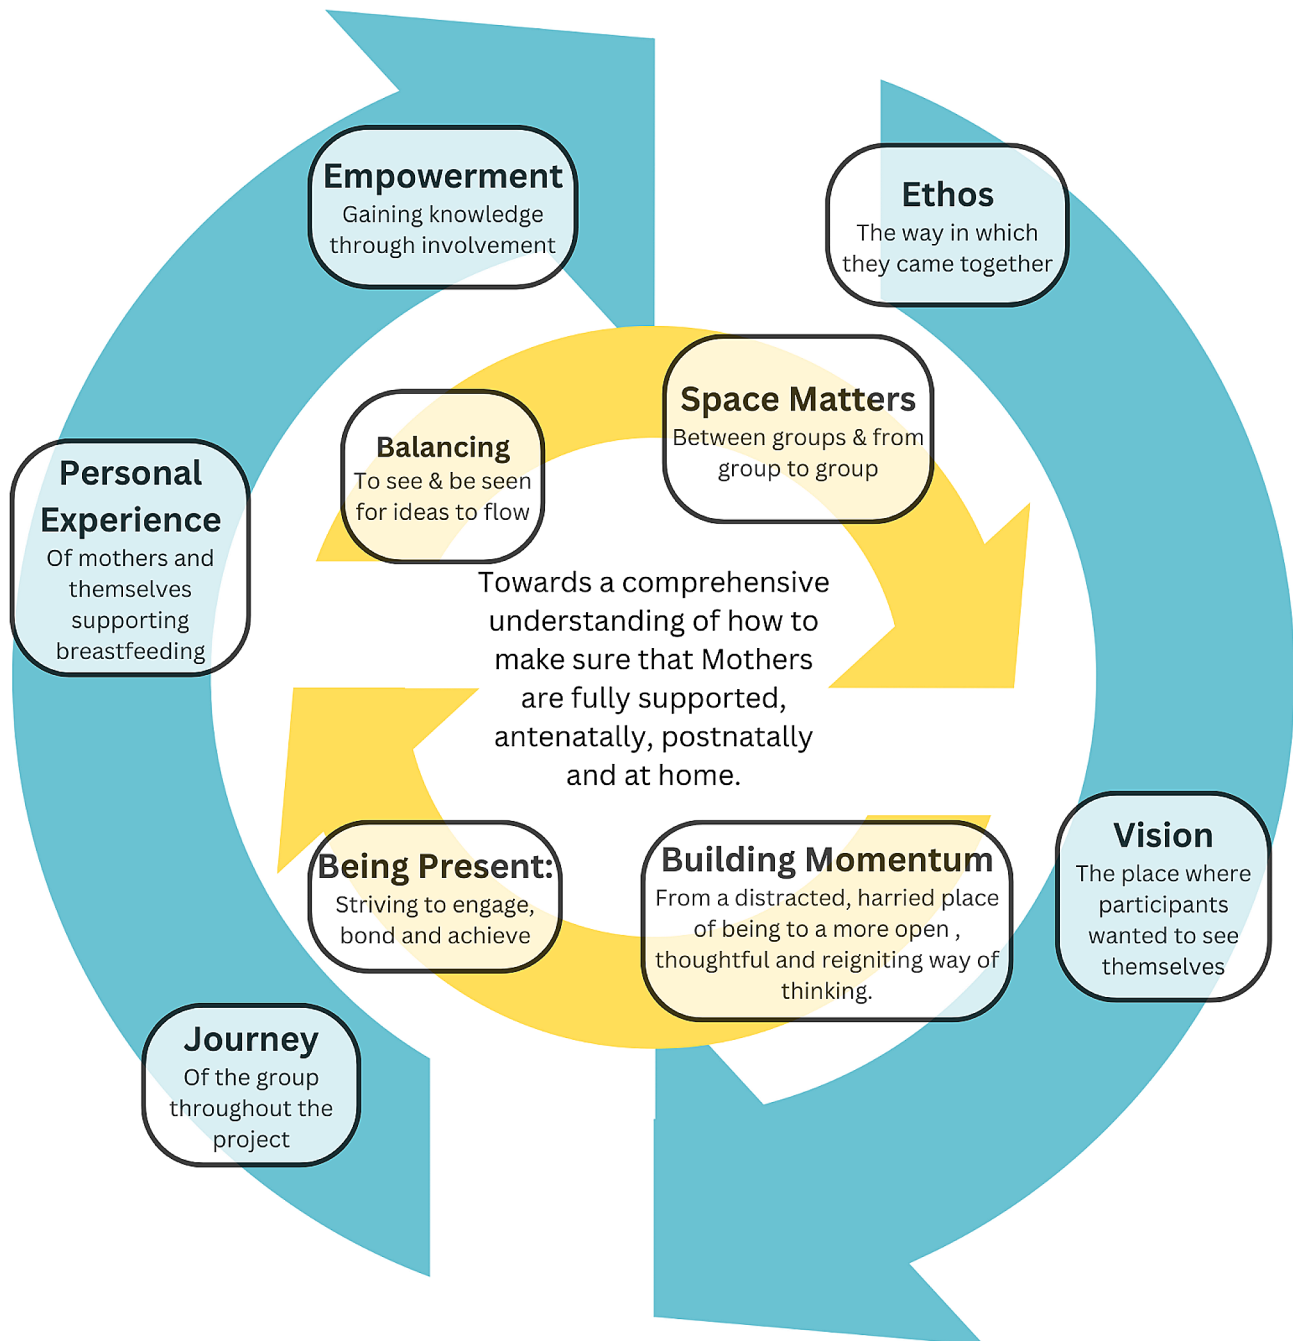 Empowerment
Gaining knowledge
through involvement
Ethos
The way in which
they came together
Balancing
To see & be seen
for ideas to flow
Space Matters
Between groups & from
group to group
Personal
Experience
Of mothers and
themselves
supporting
breastfeeding
Towards a comprehensive
understanding of how to
make sure that Mothers
are fully supported,
antenatally, postnatally
and at home.
Being Present:
Striving to engage,
bond and achieve
Building Momentum
From a distracted, harried place
of being to a more open ,
thoughtful and reigniting way of
thinking.
Vision
The place where
participants
wanted to see
themselves
Journey
Of the group
throughout the
project